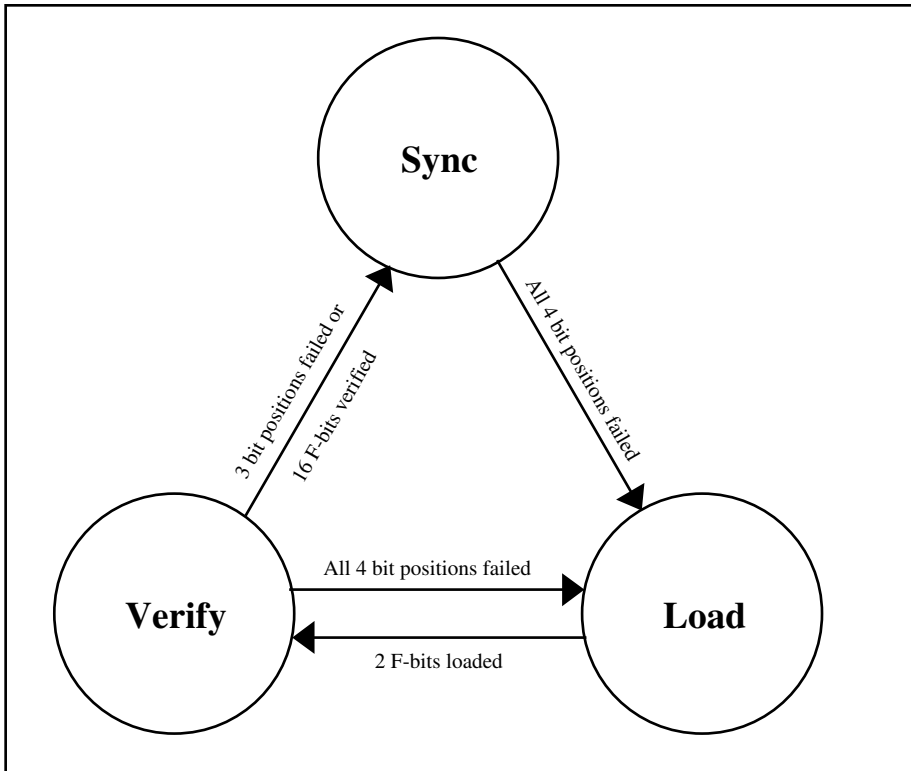 Sync
3 bit positions failed or
16 F-bits verified
All 4 bit positions failed
All 4 bit positions failed
Verify
Load
2 F-bits loaded